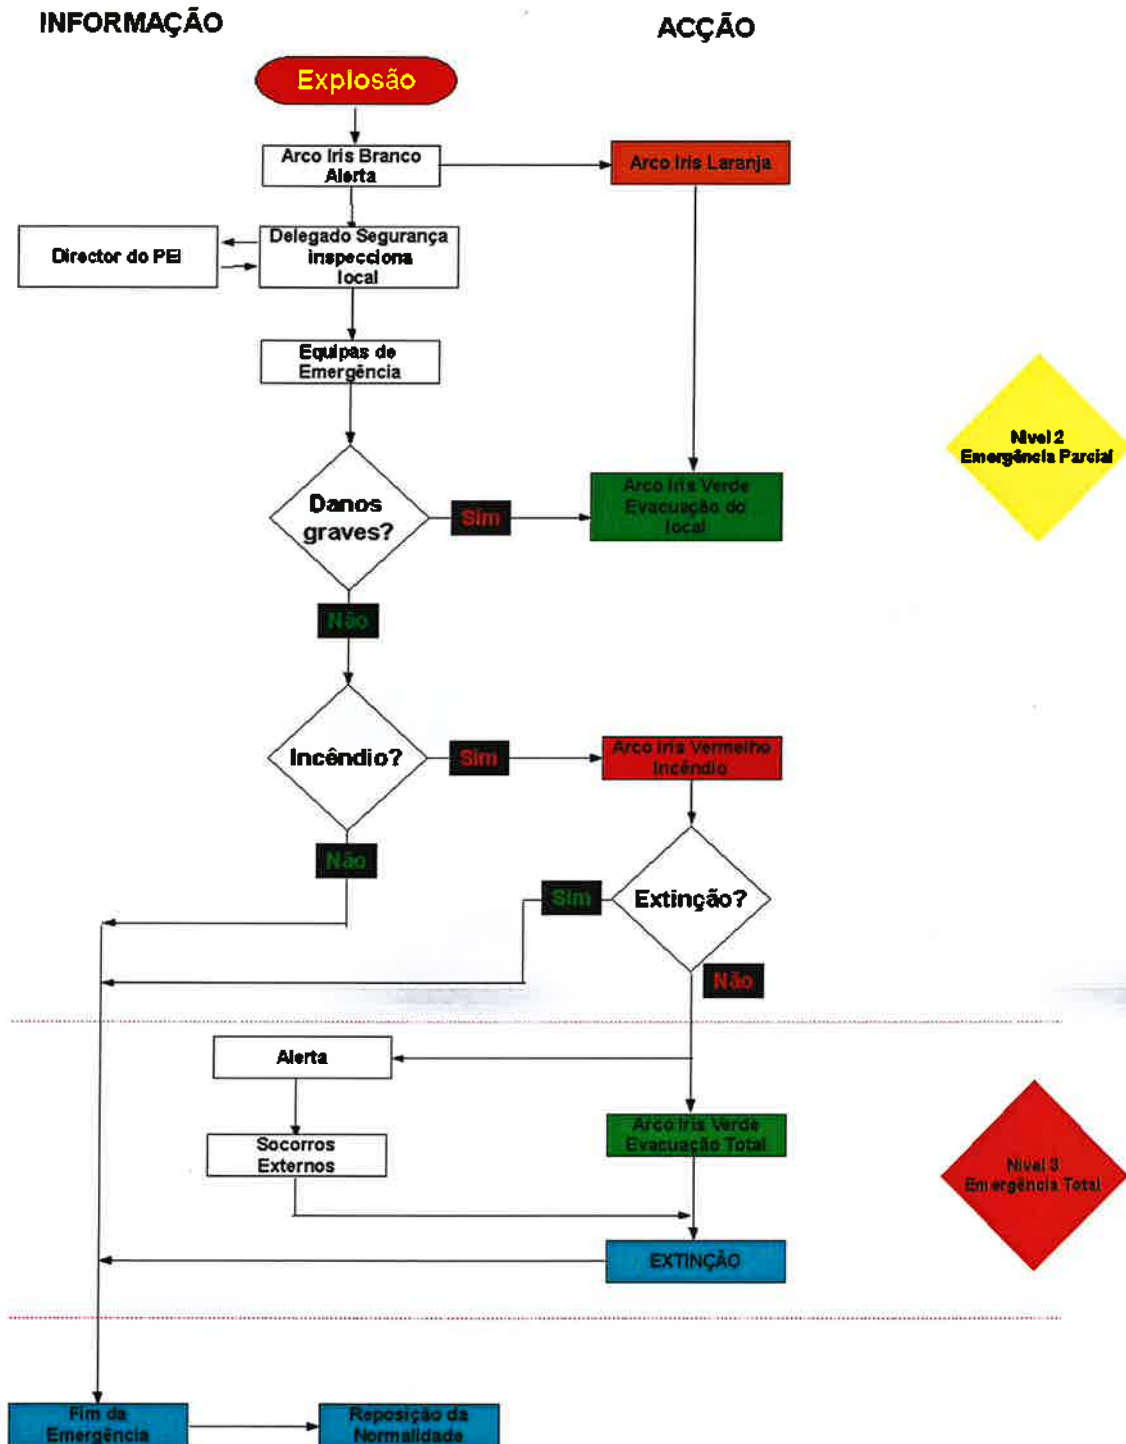 INFORMAÇÃO
ACÇÃO
Explosão
Arco Iris Branco
Alerta
Arco Iris Laranja
Director do PEI
Delegado Segurança
inspecciona
local
Equipas de
Emergência
Nivel 2
Emergência Parcial
Danos
graves?
Sim
Arco Iris Verde
Evacuação do
local
Não
Incêndio?
Sim
Arco Iris Vermelho
Incêndio
Não
Sim
Extinção?
Não
Alerta
Arco Iris Verde
Evacuação Total
Socorros
Externos
Nivel 3
Emergência Total
EXTINÇÃO
Fim da
Emergência
Reposição da
Normalidade